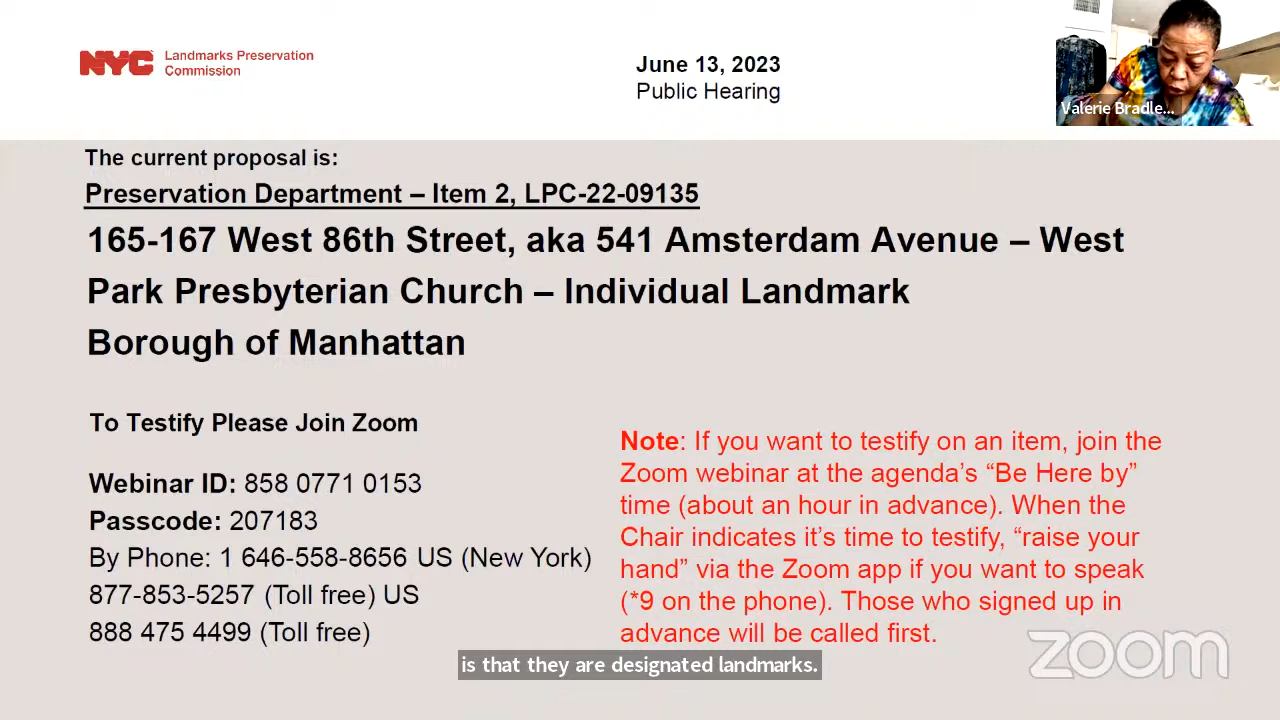 NYC Landmarks Preservation
Commission
June 13, 2023
Public Hearing
Valerie Bradle...
The current proposal is:
Preservation Department – Item 2, LPC-22-09135
165-167 West 86th Street, aka 541 Amsterdam Avenue – West
Park Presbyterian Church – Individual Landmark
Borough of Manhattan
To Testify Please Join Zoom
Webinar ID: 858 0771 0153
Passcode: 207183
By Phone: 1 646-558-8656 US (New York)
877-853-5257 (Toll free) US
888 475 4499 (Toll free)
Note: If you want to testify on an item, join the
Zoom webinar at the agenda’s “Be Here by”
time (about an hour in advance). When the
Chair indicates it’s time to testify, “raise your
hand” via the Zoom app if you want to speak
(*9 on the phone). Those who signed up in
advance will be called first.
zoom
is that they are designated landmarks.